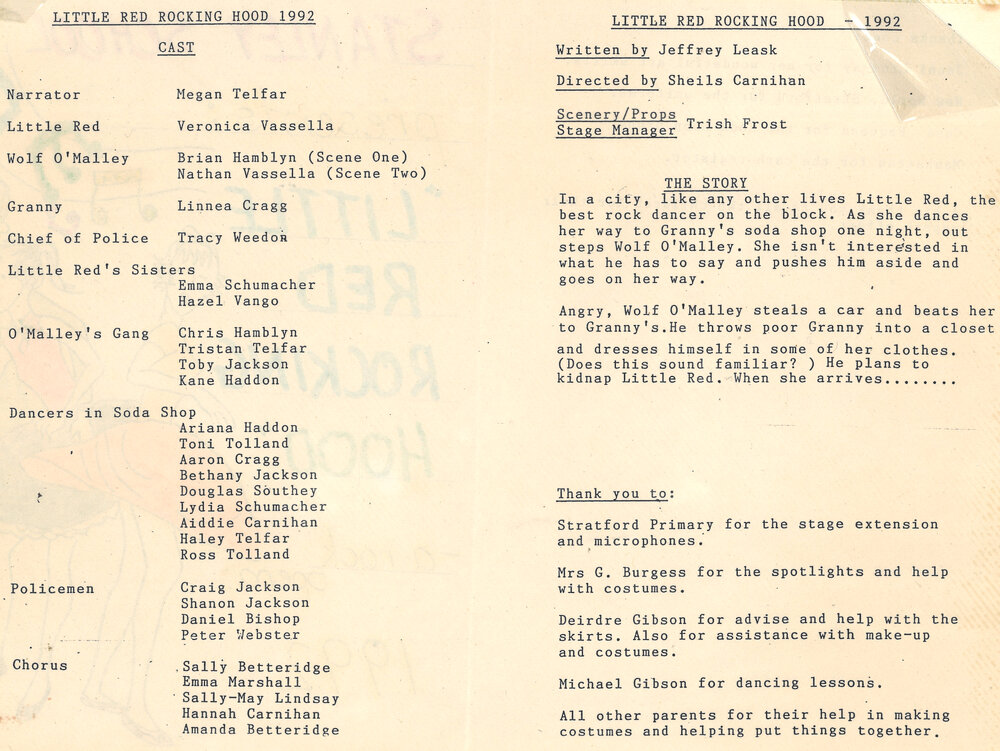 LITTLE RED ROCKING HOOD 1992
CAST
Narrator Megan Telfar
Little Red Veronica Vassella
Wolf O'Malley Brian Hamblyn (Scene One)
Nathan Vassella (Scene Two)
Granny Linnea Cragg
Chief of Police Tracy Weedon
Little Red's Sisters
Emma Schumacher
Hazel Vango
O'Malley's Gang Chris Hamblyn
Tristan Telfar
Toby Jackson
Kane Haddon
Dancers in Soda Shop
Ariana Haddon
Toni Tolland
Aaron Cragg
Bethany Jackson
Douglas Southey
Lydia Schumacher
Aiddie Carnihan
Haley Telfar
Ross Tolland
Policemen Craig Jackson
Shanon Jackson
Daniel Bishop
Peter Webster
Chorus Sally Betteridge
Emma Marshall
Sally-May Lindsay
Hannah Carnihan
Amanda Betteridge
LITTLE RED ROCKING HOOD - 1992
Written by Jeffrey Leask
Directed by Sheils Carnihan
Scenery/Props
Stage Manager Trish Frost
THE STORY
In a city, like any other lives Little Red, the
best rock dancer on the block. As she dances
her way to Granny's soda shop one night, out
steps Wolf O'Malley. She isn't interested in
what he has to say and pushes him aside and
goes on her way.
Angry, Wolf O'Malley steals a car and beats her
to Granny's.He throws poor Granny into a closet
and dresses himself in some of her clothes.
(Does this sound familiar? ) He plans to
kidnap Little Red. When she arrives........
Thank you to:
Stratford Primary for the stage extension
and microphones.
Mrs G. Burgess for the spotlights and help
with costumes.
Deirdre Gibson for advise and help with the
skirts. Also for assistance with make-up
and costumes.
Michael Gibson for dancing lessons.
All other parents for their help in making
costumes and helping put things together.
LITTLE
RED
ROCKING
HOOD